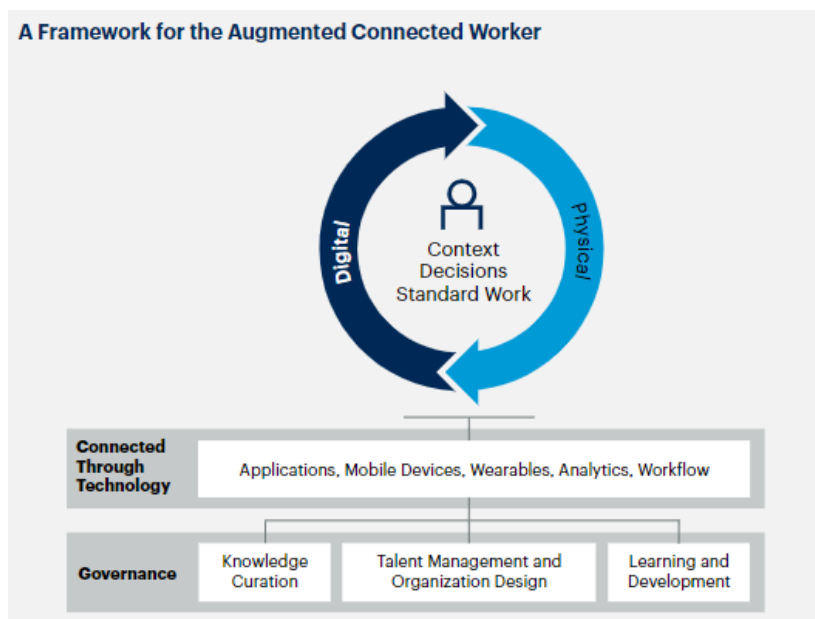 A Framework for the Augmented Connected Worker
Digital
Physical
Context
Decisions
Standard Work
Connected
Through
Technology
Applications, Mobile Devices, Wearables, Analytics, Workflow
Governance
Knowledge
Curation
Talent Management and
Organization Design
Learning and
Development